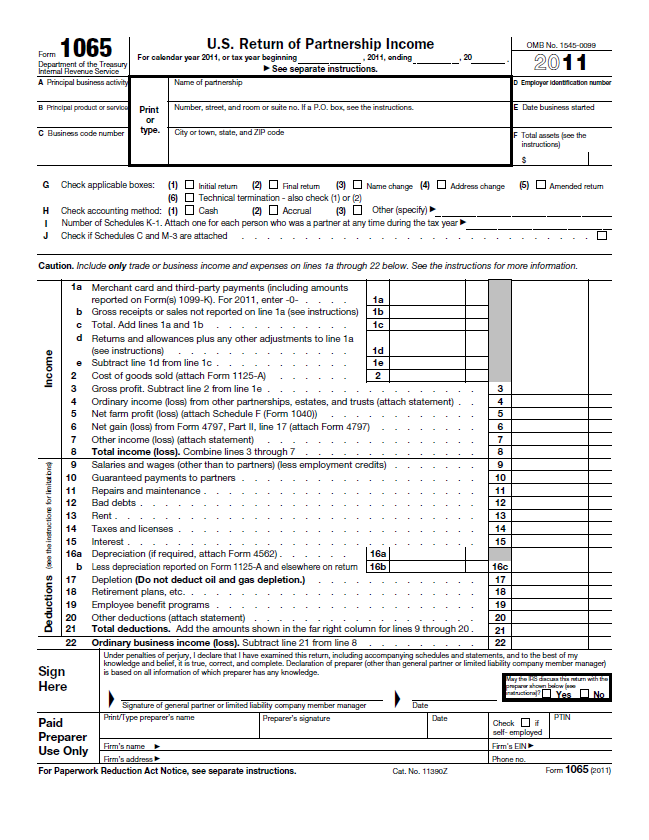 Form 1065
Department of the Treasury
Internal Revenue Service
U.S. Return of Partnership Income
For calendar year 2011, or tax year beginning , 2011, ending , 20 .
▶ See separate instructions.
OMB No. 1545-0099
2011
A Principal business activity
B Principal product or service
C Business code number
Print or type.
Name of partnership
Number, street, and room or suite no. If a P.O. box, see the instructions.
City or town, state, and ZIP code
D Employer identification number
E Date business started
F Total assets (see the instructions)
$
G Check applicable boxes: (1) Initial return (2) Final return (3) Name change (4) Address change (5) Amended return
(6) Technical termination - also check (1) or (2)
H Check accounting method: (1) Cash (2) Accrual (3) Other (specify) ▶
I Number of Schedules K-1. Attach one for each person who was a partner at any time during the tax year ▶
J Check if Schedules C and M-3 are attached . . . . . . . . . . . . . . . . . . . . . . . . . . .
Caution. Include only trade or business income and expenses on lines 1a through 22 below. See the instructions for more information.
Income
1a Merchant card and third-party payments (including amounts
reported on Form(s) 1099-K). For 2011, enter -0- . . . . 1a
b Gross receipts or sales not reported on line 1a (see instructions) 1b
c Total. Add lines 1a and 1b . . . . . . . . . . 1c
d Returns and allowances plus any other adjustments to line 1a
(see instructions) . . . . . . . . . . . . 1d
e Subtract line 1d from line 1c . . . . . . . . . 1e
2 Cost of goods sold (attach Form 1125-A) . . . . . . 2
3 Gross profit. Subtract line 2 from line 1e . . . . . . . . . . . . . . . 3
4 Ordinary income (loss) from other partnerships, estates, and trusts (attach statement) . . 4
5 Net farm profit (loss) (attach Schedule F (Form 1040)) . . . . . . . . . . . 5
6 Net gain (loss) from Form 4797, Part II, line 17 (attach Form 4797) . . . . . . . 6
7 Other income (loss) (attach statement) . . . . . . . . . . . . . . . 7
8 Total income (loss). Combine lines 3 through 7 . . . . . . . . . . . . . 8
Deductions (see the instructions for limitations)
9 Salaries and wages (other than to partners) (less employment credits) . . . . . . 9
10 Guaranteed payments to partners . . . . . . . . . . . . . . . . . 10
11 Repairs and maintenance . . . . . . . . . . . . . . . . . . . 11
12 Bad debts . . . . . . . . . . . . . . . . . . . . . . . 12
13 Rent . . . . . . . . . . . . . . . . . . . . . . . . . 13
14 Taxes and licenses . . . . . . . . . . . . . . . . . . . . . 14
15 Interest . . . . . . . . . . . . . . . . . . . . . . . . 15
16a Depreciation (if required, attach Form 4562) . . . . . . 16a
b Less depreciation reported on Form 1125-A and elsewhere on return 16b 16c
17 Depletion (Do not deduct oil and gas depletion.) . . . . . . . . . . . . 17
18 Retirement plans, etc. . . . . . . . . . . . . . . . . . . . . 18
19 Employee benefit programs . . . . . . . . . . . . . . . . . . 19
20 Other deductions (attach statement) . . . . . . . . . . . . . . . . 20
21 Total deductions. Add the amounts shown in the far right column for lines 9 through 20 . 21
22 Ordinary business income (loss). Subtract line 21 from line 8 . . . . . . . . 22
Sign Here
Under penalties of perjury, I declare that I have examined this return, including accompanying schedules and statements, and to the best of my
knowledge and belief, it is true, correct, and complete. Declaration of preparer (other than general partner or limited liability company member manager)
is based on all information of which preparer has any knowledge.
Signature of general partner or limited liability company member manager
Date
May the IRS discuss this return with the
preparer shown below (see
instructions)? Yes No
Paid Preparer Use Only
Print/Type preparer's name
Preparer's signature
Date
Check if
self- employed
PTIN
Firm's name ▶
Firm's EIN ▶
Firm's address ▶
Phone no.
For Paperwork Reduction Act Notice, see separate instructions.
Cat. No. 11390Z
Form 1065 (2011)